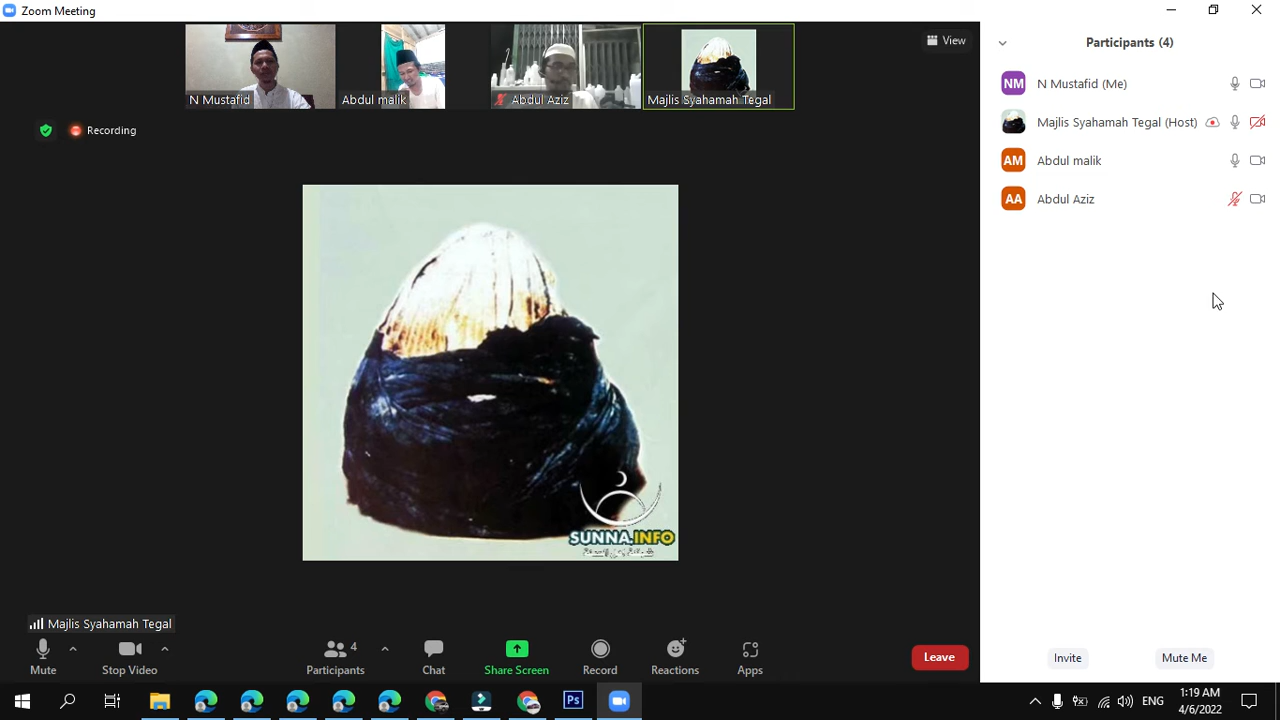 Zoom Meeting
N Mustafid
Abdul malik
Abdul Aziz
Majlis Syahamah Tegal
View
Recording
Participants (4)
NM N Mustafid (Me)
Majlis Syahamah Tegal (Host)
AM Abdul malik
AA Abdul Aziz
SUNNA.INFO
Majlis Syahamah Tegal
Mute
Stop Video
4
Participants
Chat
Share Screen
Record
Reactions
Apps
Leave
Invite
Mute Me
Ps
ENG
1:19 AM
4/6/2022